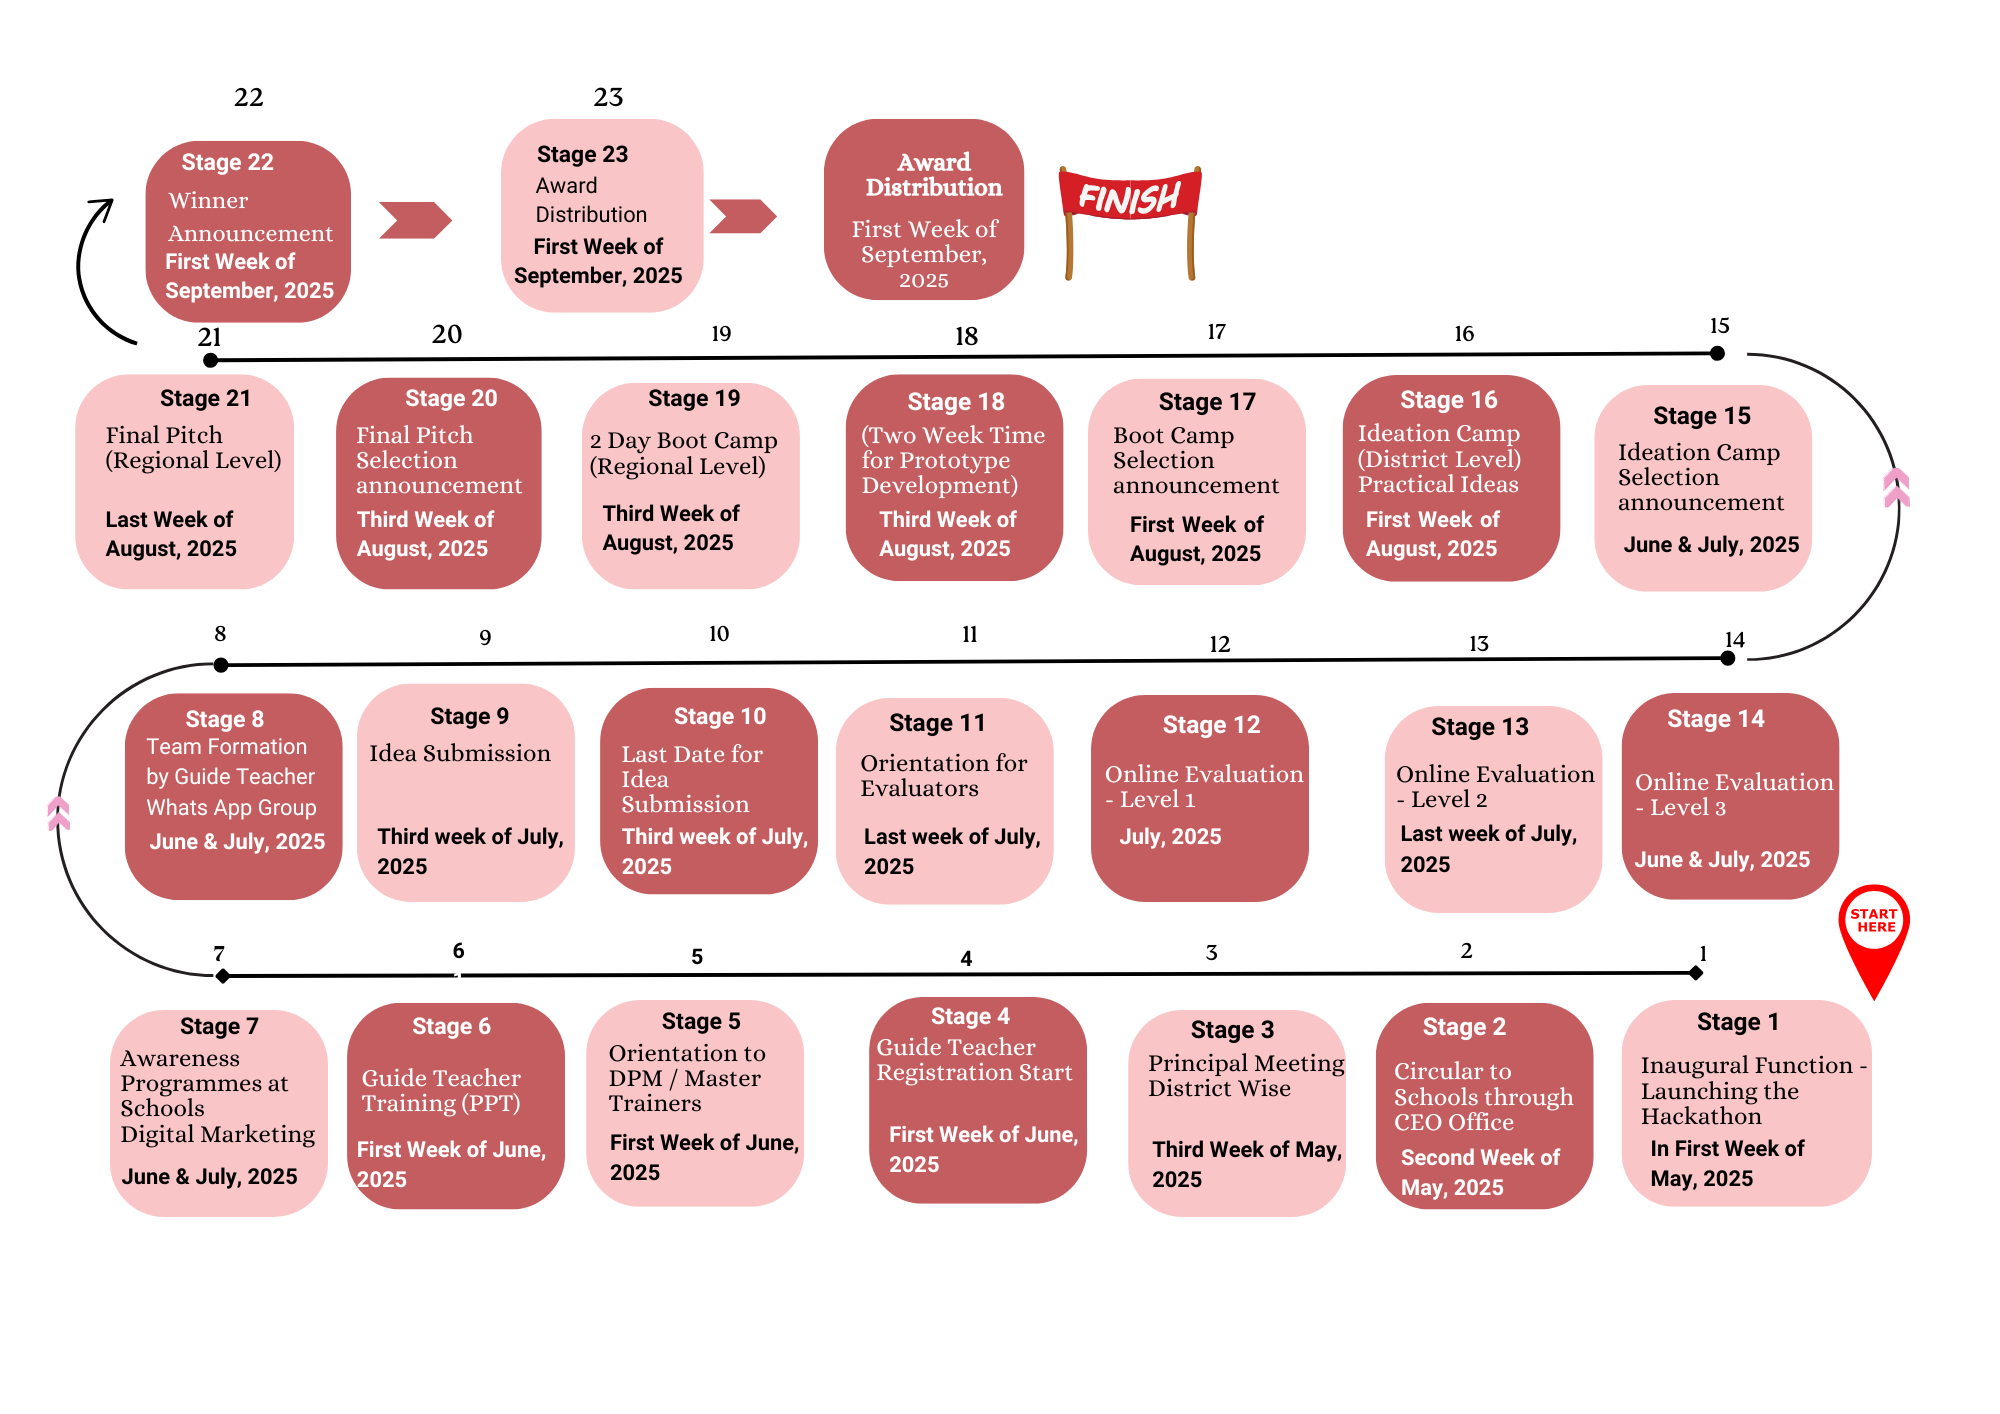 22
23
Stage 22
Winner
Announcement
First Week of
September, 2025
Stage 23
Award
Distribution
First Week of
September, 2025
Award
Distribution
First Week of
September,
2025
FINISH
21
20
19
18
17
16
15
Stage 21
Final Pitch
(Regional Level)
Last Week of
August, 2025
Stage 20
Final Pitch
Selection
announcement
Third Week of
August, 2025
Stage 19
2 Day Boot Camp
(Regional Level)
Third Week of
August, 2025
Stage 18
(Two Week Time
for Prototype
Development)
Third Week of
August, 2025
Stage 17
Boot Camp
Selection
announcement
First Week of
August, 2025
Stage 16
Ideation Camp
(District Level)
Practical Ideas
First Week of
August, 2025
Stage 15
Ideation Camp
Selection
announcement
June & July, 2025
8
9
10
11
12
13
14
Stage 8
Team Formation
by Guide Teacher
Whats App Group
June & July, 2025
Stage 9
Idea Submission
Third week of July,
2025
Stage 10
Last Date for
Idea
Submission
Third week of July,
2025
Stage 11
Orientation for
Evaluators
Last week of July,
2025
Stage 12
Online Evaluation
- Level 1
July, 2025
Stage 13
Online Evaluation
- Level 2
Last week of July,
2025
Stage 14
Online Evaluation
- Level 3
June & July, 2025
START
HERE
7
6
5
4
3
2
1
Stage 7
Awareness
Programmes at
Schools
Digital Marketing
June & July, 2025
Stage 6
Guide Teacher
Training (PPT)
First Week of June,
2025
Stage 5
Orientation to
DPM / Master
Trainers
First Week of June,
2025
Stage 4
Guide Teacher
Registration Start
First Week of June,
2025
Stage 3
Principal Meeting
District Wise
Third Week of May,
2025
Stage 2
Circular to
Schools through
CEO Office
Second Week of
May, 2025
Stage 1
Inaugural Function -
Launching the
Hackathon
In First Week of
May, 2025